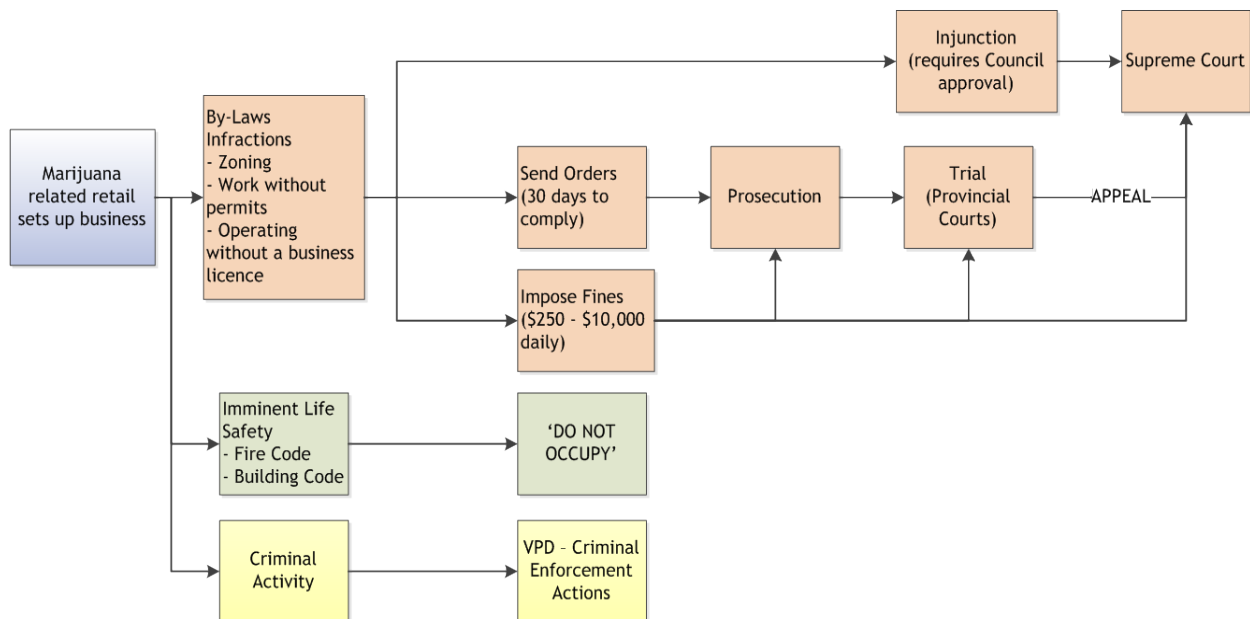 Marijuana
related retail
sets up business
By-Laws
Infractions
- Zoning
- Work without
permits
- Operating
without a business
licence
Injunction
(requires Council
approval)
Supreme Court
Send Orders
(30 days to
comply)
Prosecution
Trial
(Provincial
Courts)
APPEAL
Impose Fines
($250 - $10,000
daily)
Imminent Life
Safety
- Fire Code
- Building Code
‘DO NOT
OCCUPY’
Criminal
Activity
VPD – Criminal
Enforcement
Actions